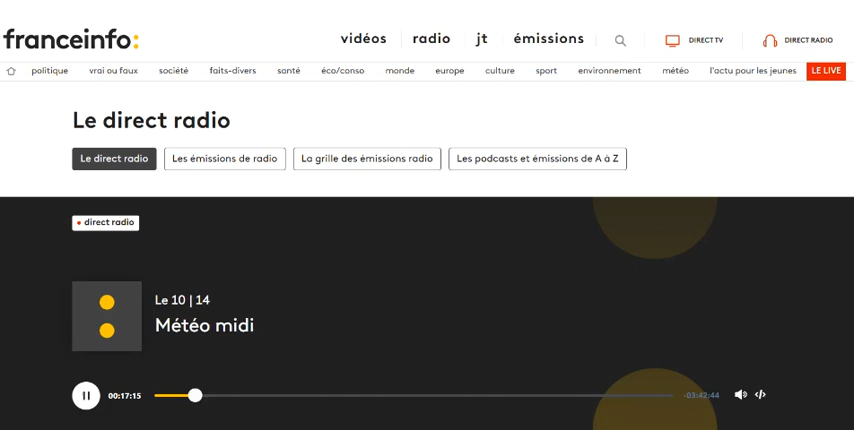 franceinfo:
vidéos radio jt émissions DIRECT TV DIRECT RADIO
politique vrai ou faux société faits-divers santé éco/conso monde europe culture sport environnement météo l'actu pour les jeunes LE LIVE
Le direct radio
Le direct radio Les émissions de radio La grille des émissions radio Les podcasts et émissions de A à Z
direct radio
Le 10 | 14
Météo midi
00:17:15 -03:42:44